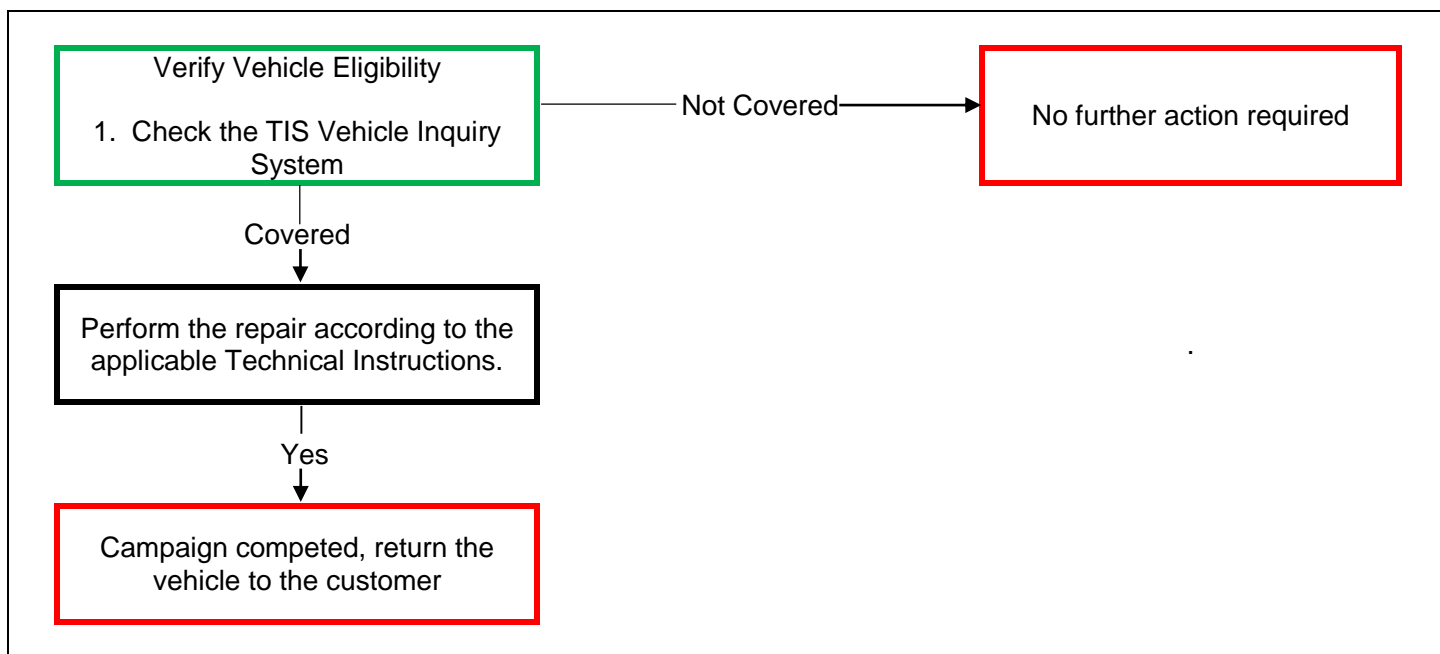 Verify Vehicle Eligibility
1. Check the TIS Vehicle Inquiry
System
Not Covered
No further action required
Covered
Perform the repair according to the
applicable Technical Instructions.
.
Yes
Campaign competed, return the
vehicle to the customer